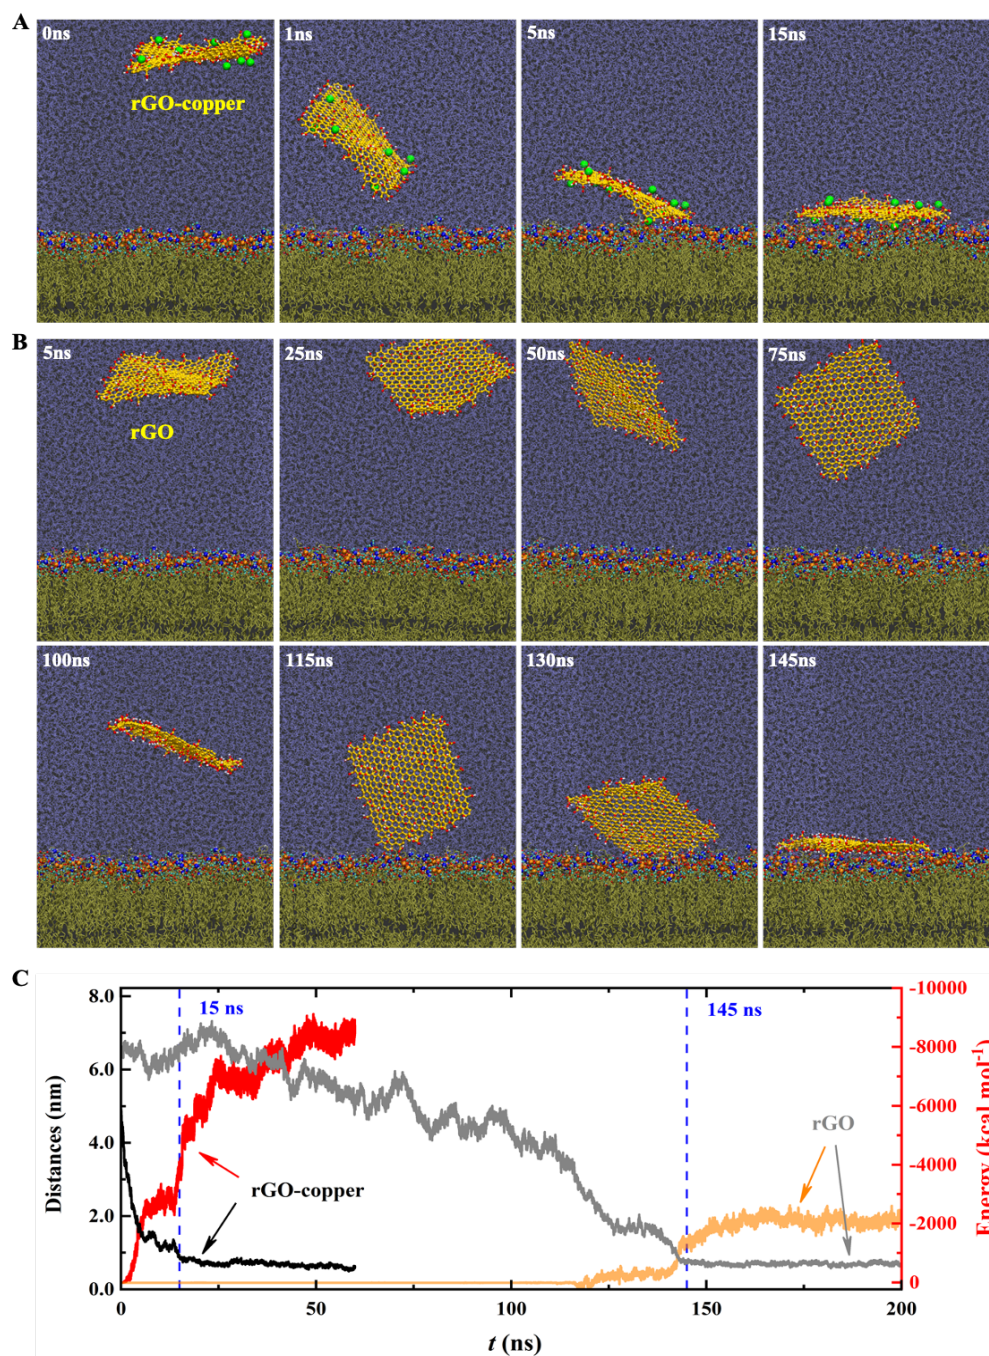 A
0ns
1ns
5ns
15ns
rGO-copper
B
5ns
25ns
50ns
75ns
rGO
100ns
115ns
130ns
145ns
C
8.0
15 ns
145 ns
-10000
6.0
-8000
4.0
-6000
2.0
-4000
0.0
-2000
0
Distances (nm)
Energy (kcal mol⁻¹)
rGO-copper
rGO
0
50
100
150
200
t (ns)